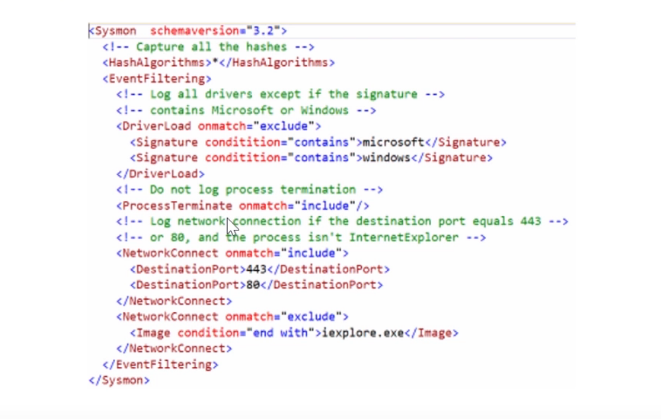 <Sysmon schemaversion="3.2">
<!-- Capture all the hashes -->
<HashAlgorithms>*</HashAlgorithms>
<EventFiltering>
<!-- Log all drivers except if the signature -->
<!-- contains Microsoft or Windows -->
<DriverLoad onmatch="exclude">
<Signature conditition="contains">microsoft</Signature>
<Signature conditition="contains">windows</Signature>
</DriverLoad>
<!-- Do not log process termination -->
<ProcessTerminate onmatch="include"/>
<!-- Log network connection if the destination port equals 443 -->
<!-- or 80, and the process isn't InternetExplorer -->
<NetworkConnect onmatch="include">
<DestinationPort>443</DestinationPort>
<DestinationPort>80</DestinationPort>
</NetworkConnect>
<NetworkConnect onmatch="exclude">
<Image condition="end with">iexplore.exe</Image>
</NetworkConnect>
</EventFiltering>
</Sysmon>